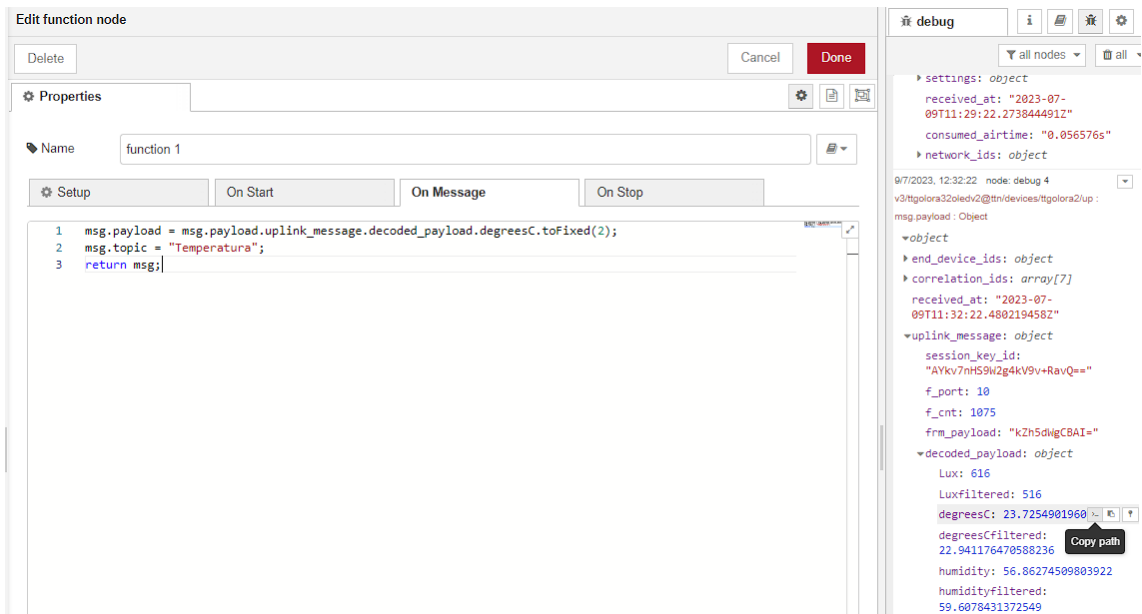 Edit function node
Delete
Cancel
Done
Properties
Name
function 1
Setup
On Start
On Message
On Stop
1 msg.payload = msg.payload.uplink_message.decoded_payload.degreesC.toFixed(2);
2 msg.topic = "Temperatura";
3 return msg;
debug
i
all nodes
all
settings: object
received_at: "2023-07-
09T11:29:22.273844491Z"
consumed_airtime: "0.056576s"
network_ids: object
9/7/2023, 12:32:22 node: debug 4
v3/ttgolora32oledv2@ttn/devices/ttgolora2/up :
msg.payload : Object
object
end_device_ids: object
correlation_ids: array[7]
received_at: "2023-07-
09T11:32:22.480219458Z"
uplink_message: object
session_key_id:
"AYkv7nHS9W2g4kV9v+RavQ=="
f_port: 10
f_cnt: 1075
frm_payload: "kZh5dWgCBAI="
decoded_payload: object
Lux: 616
Luxfiltered: 516
degreesC: 23.7254901960
degreesCfiltered:
Copy path
22.941176470588236
humidity: 56.86274509803922
humidityfiltered:
59.6078431372549